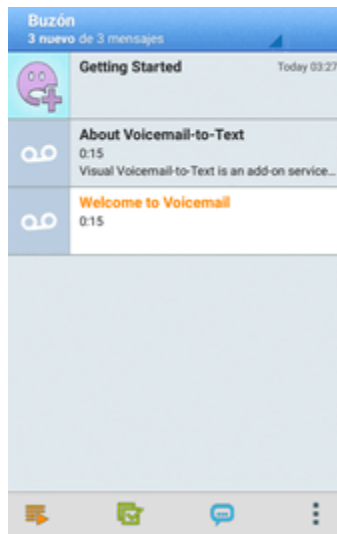 Buzón
3 nuevo de 3 mensajes
Getting Started
Today 03:27
About Voicemail-to-Text
0:15
Visual Voicemail-to-Text is an add-on service...
Welcome to Voicemail
0:15